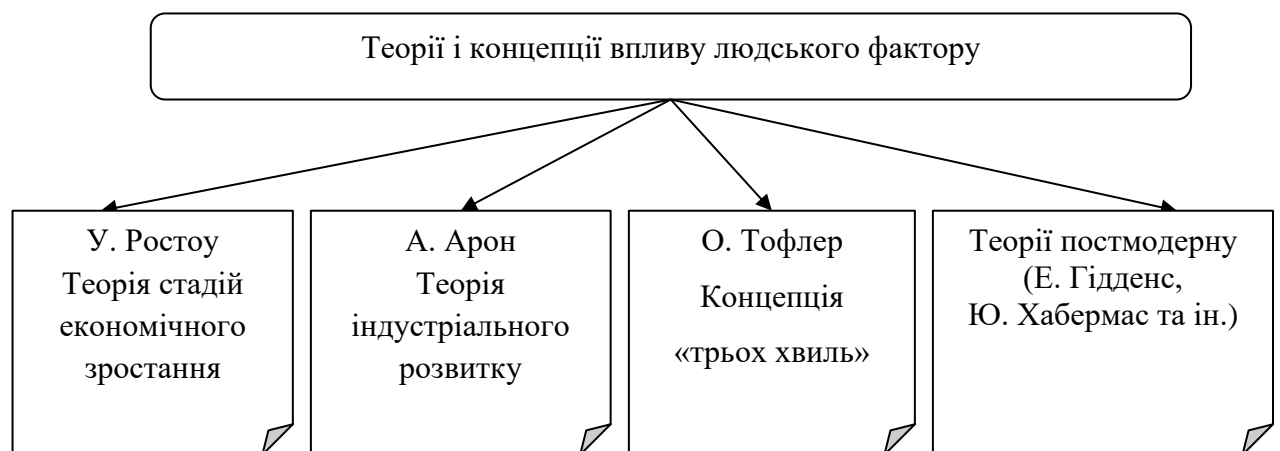 Теорії і концепції впливу людського фактору
У. Ростоу
Теорія стадій
економічного
зростання
А. Арон
Теорія
індустріального
розвитку
О. Тофлер
Концепція
«трьох хвиль»
Теорії постмодерну
(Е. Гідденс,
Ю. Хабермас та ін.)